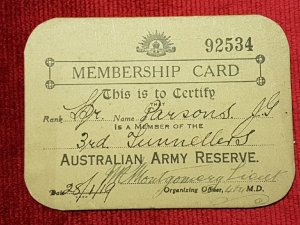 92534
MEMBERSHIP CARD
This is to Certify
THAT
Rank Spr. Name Parsons. J.G
IS A MEMBER OF THE
3rd Tunnellers
AUSTRALIAN ARMY RESERVE.
Montgomery Lieut
Date 28/1/19 Organizing Officer, 4th M.D.